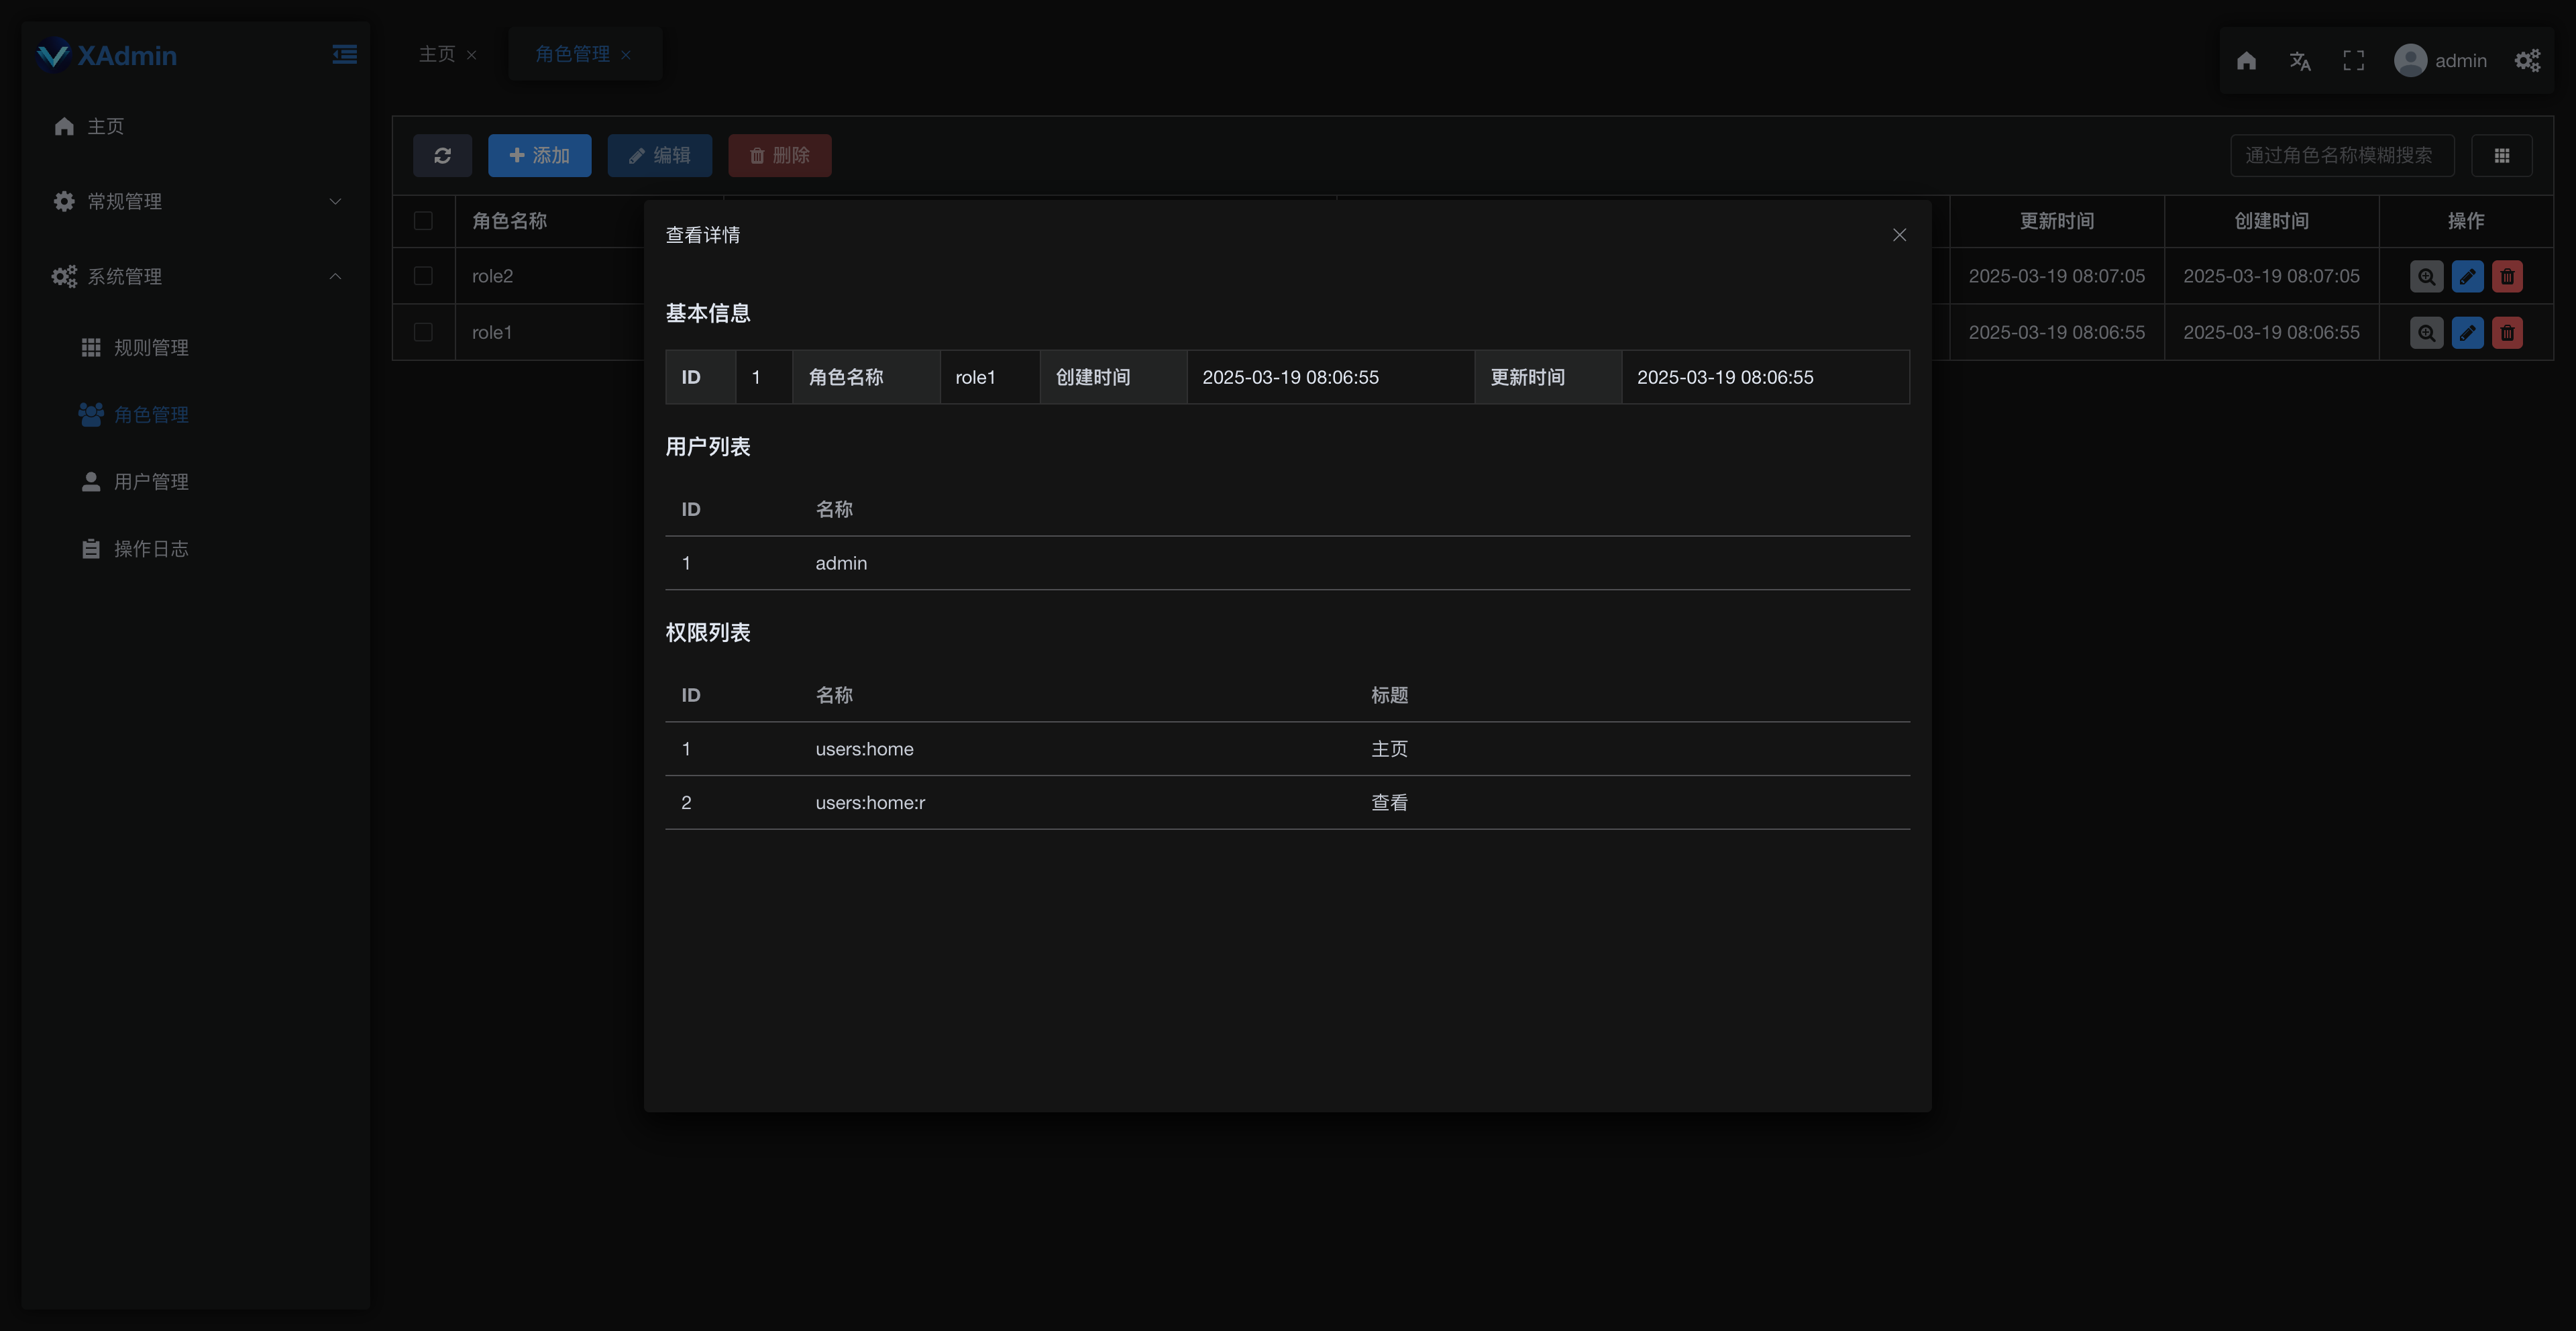 XAdmin
主页
常规管理
系统管理
规则管理
角色管理
用户管理
操作日志
主页 角色管理
admin
添加 编辑 删除 通过角色名称模糊搜索
角色名称 更新时间 创建时间 操作
role2 2025-03-19 08:07:05 2025-03-19 08:07:05
role1 2025-03-19 08:06:55 2025-03-19 08:06:55
查看详情
基本信息
ID 1 角色名称 role1 创建时间 2025-03-19 08:06:55 更新时间 2025-03-19 08:06:55
用户列表
ID 名称
1 admin
权限列表
ID 名称 标题
1 users:home 主页
2 users:home:r 查看